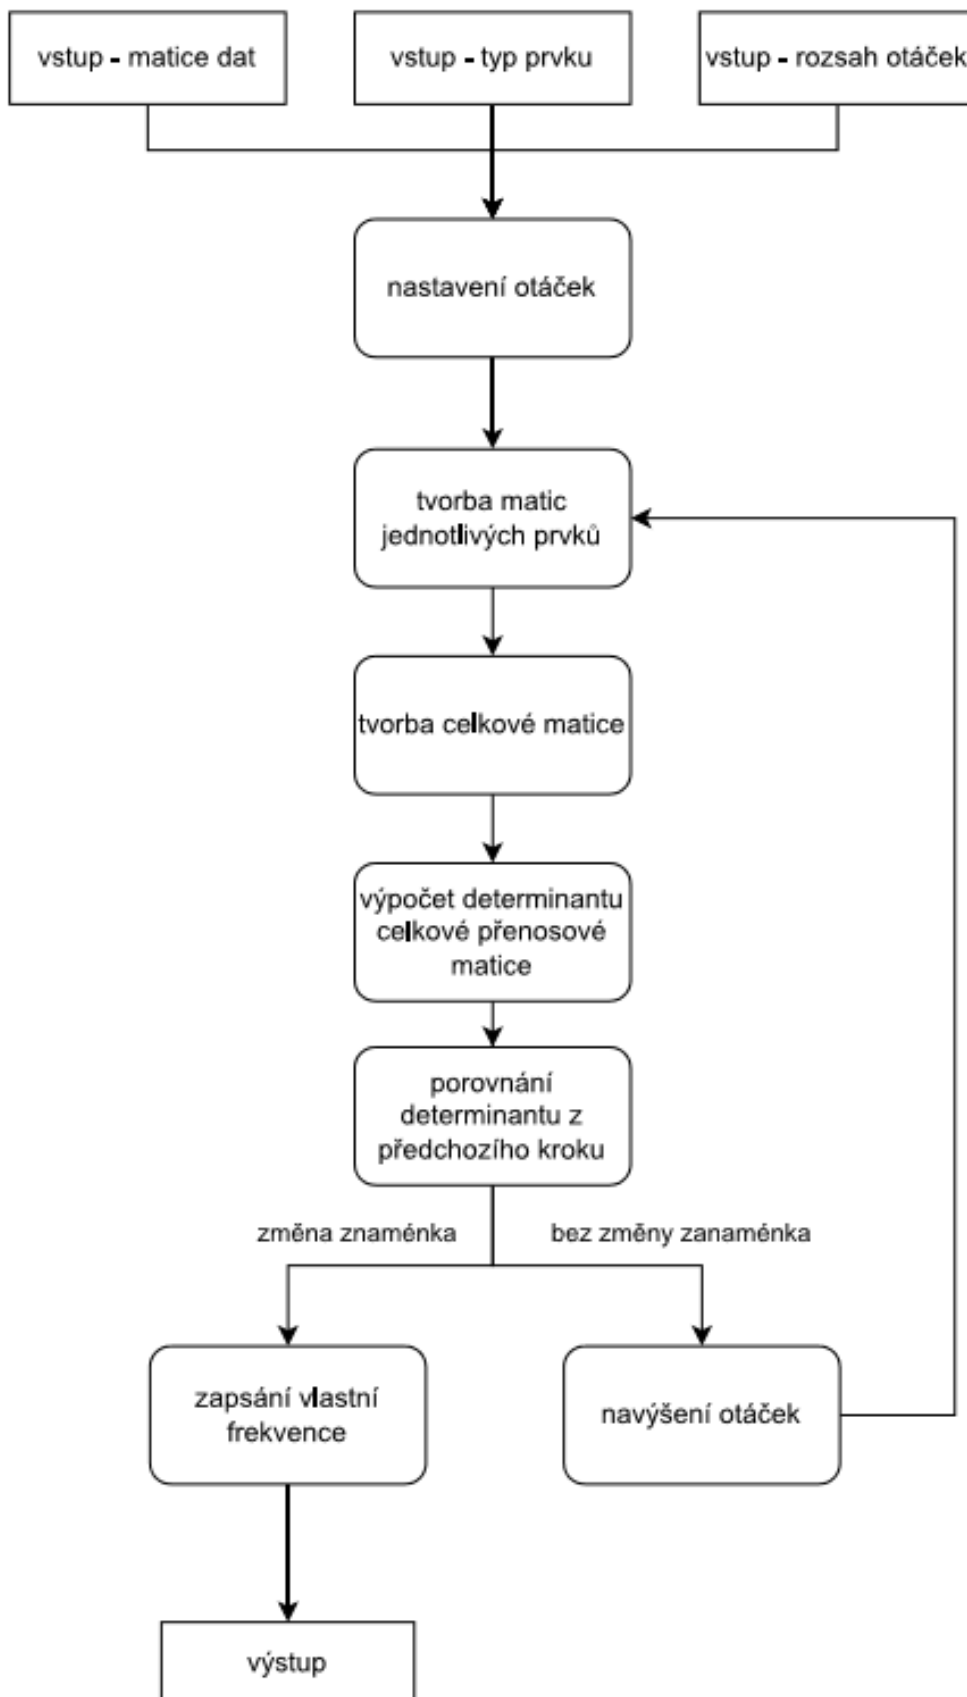 vstup - matice dat
vstup - typ prvku
vstup - rozsah otáček
nastavení otáček
tvorba matic
jednotlivých prvků
tvorba celkové matice
výpočet determinantu
celkové přenosové
matice
porovnání
determinantu z
předchozího kroku
změna znaménka
bez změny zanaménka
zapsání vlastní
frekvence
navýšení otáček
výstup